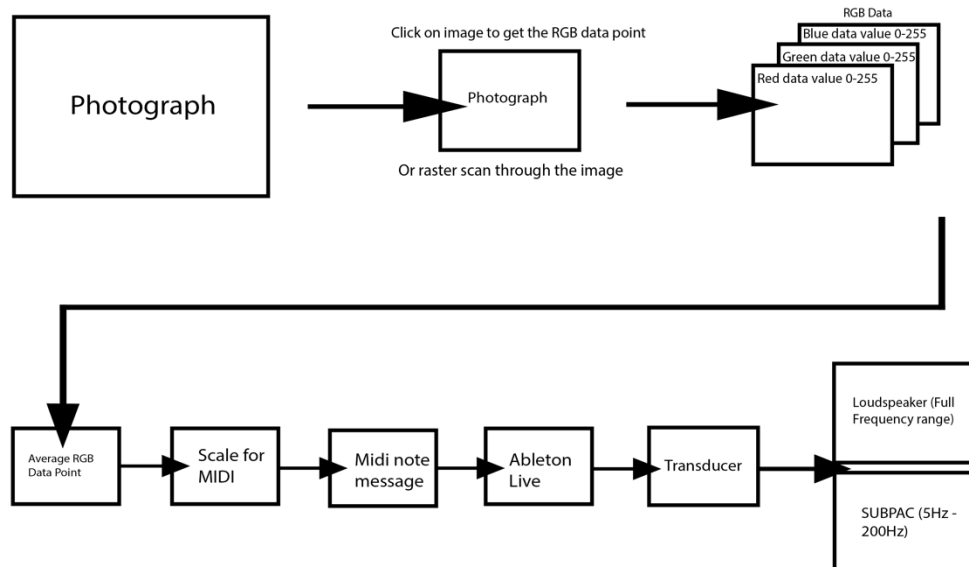 Photograph
Click on image to get the RGB data point
Photograph
Or raster scan through the image
RGB Data
Blue data value 0-255
Green data value 0-255
Red data value 0-255
Average RGB
Data Point
Scale for
MIDI
Midi note
message
Ableton
Live
Transducer
Loudspeaker (Full
Frequency range)
SUBPAC (5Hz -
200Hz)